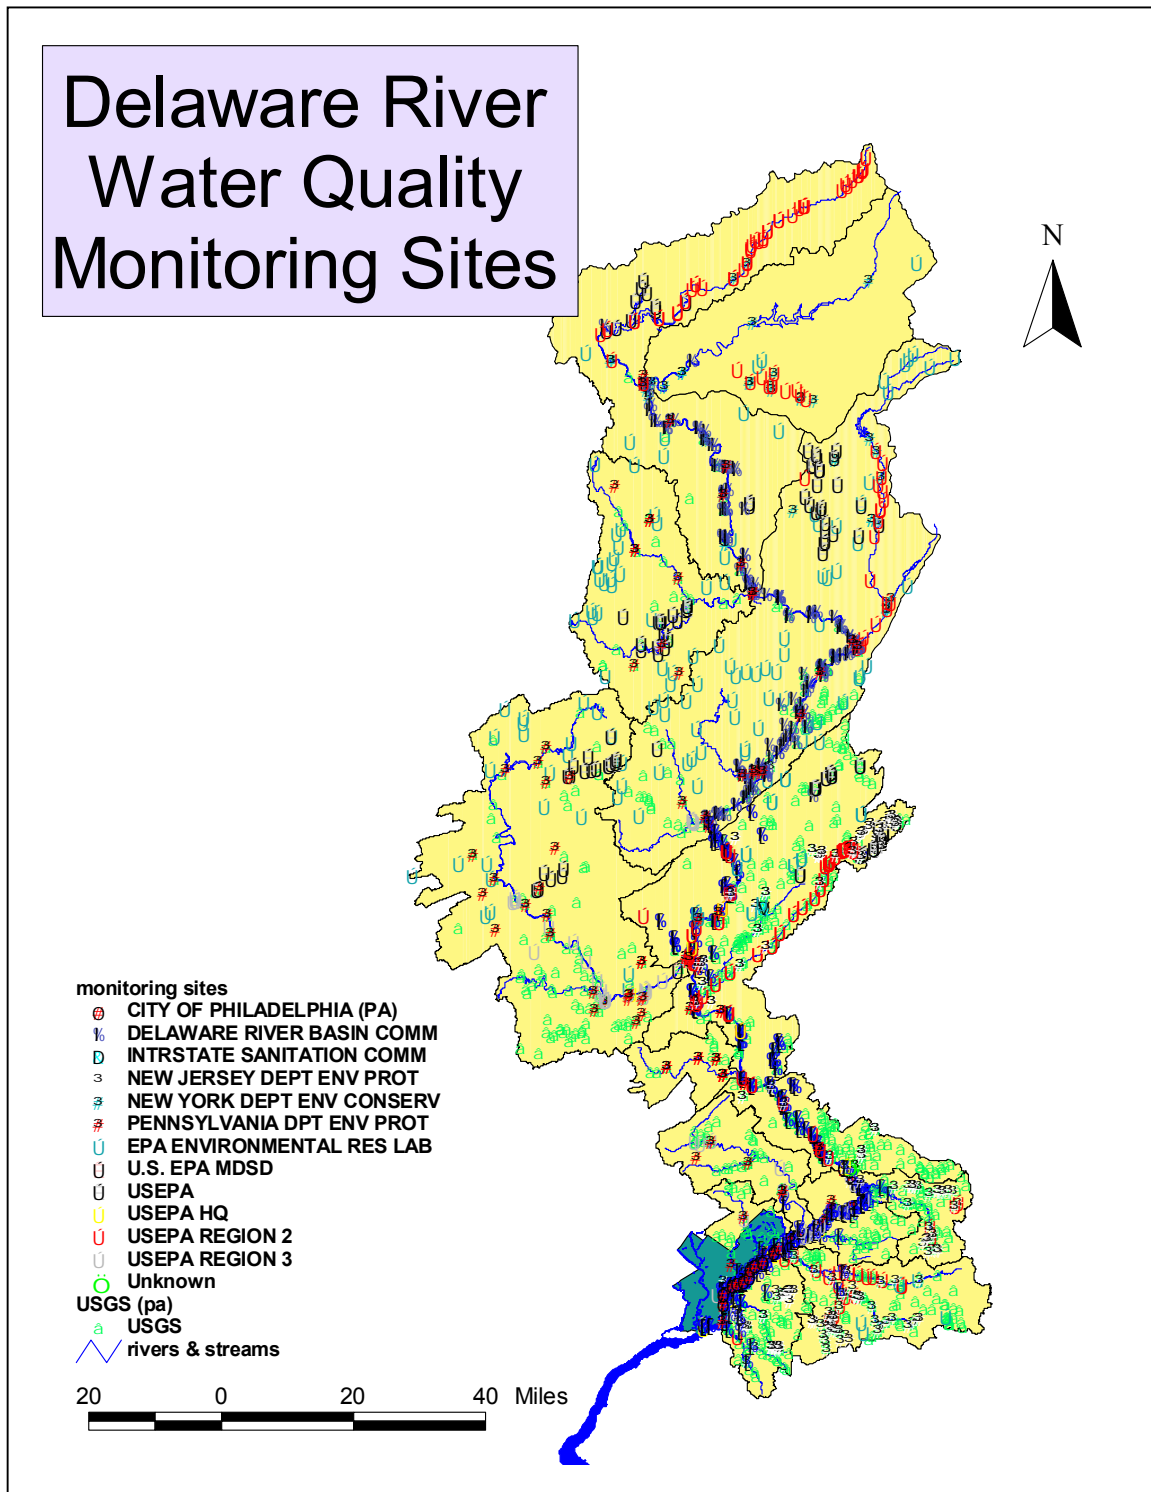 Delaware River
Water Quality
Monitoring Sites
N
monitoring sites
CITY OF PHILADELPHIA (PA)
DELAWARE RIVER BASIN COMM
INTRSTATE SANITATION COMM
NEW JERSEY DEPT ENV PROT
NEW YORK DEPT ENV CONSERV
PENNSYLVANIA DPT ENV PROT
EPA ENVIRONMENTAL RES LAB
U.S. EPA MDSD
USEPA
USEPA HQ
USEPA REGION 2
USEPA REGION 3
Unknown
USGS (pa)
USGS
rivers & streams
20 0 20 40 Miles